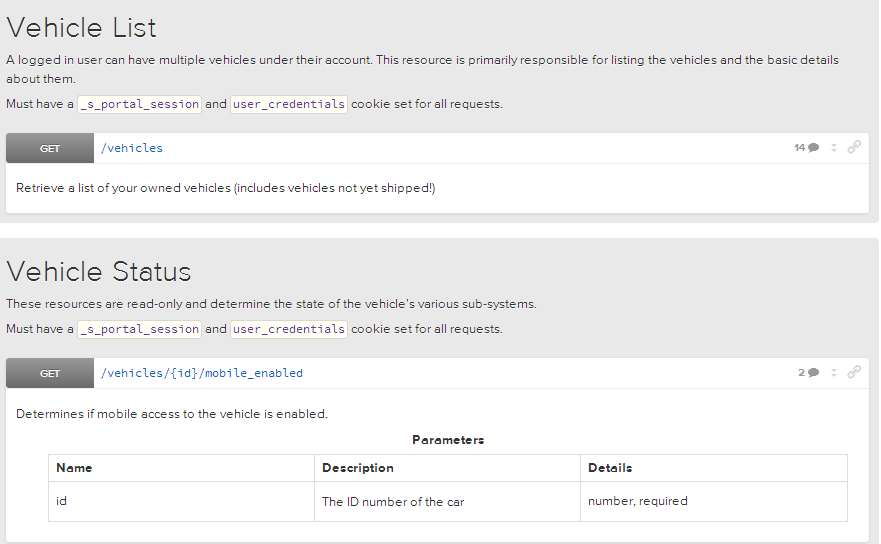 Vehicle List
A logged in user can have multiple vehicles under their account. This resource is primarily responsible for listing the vehicles and the basic details
about them.
Must have a _s_portal_session and user_credentials cookie set for all requests.
GET /vehicles 14
Retrieve a list of your owned vehicles (includes vehicles not yet shipped!)
Vehicle Status
These resources are read-only and determine the state of the vehicle's various sub-systems.
Must have a _s_portal_session and user_credentials cookie set for all requests.
GET /vehicles/{id}/mobile_enabled 2
Determines if mobile access to the vehicle is enabled.
Parameters
Name Description Details
id The ID number of the car number, required